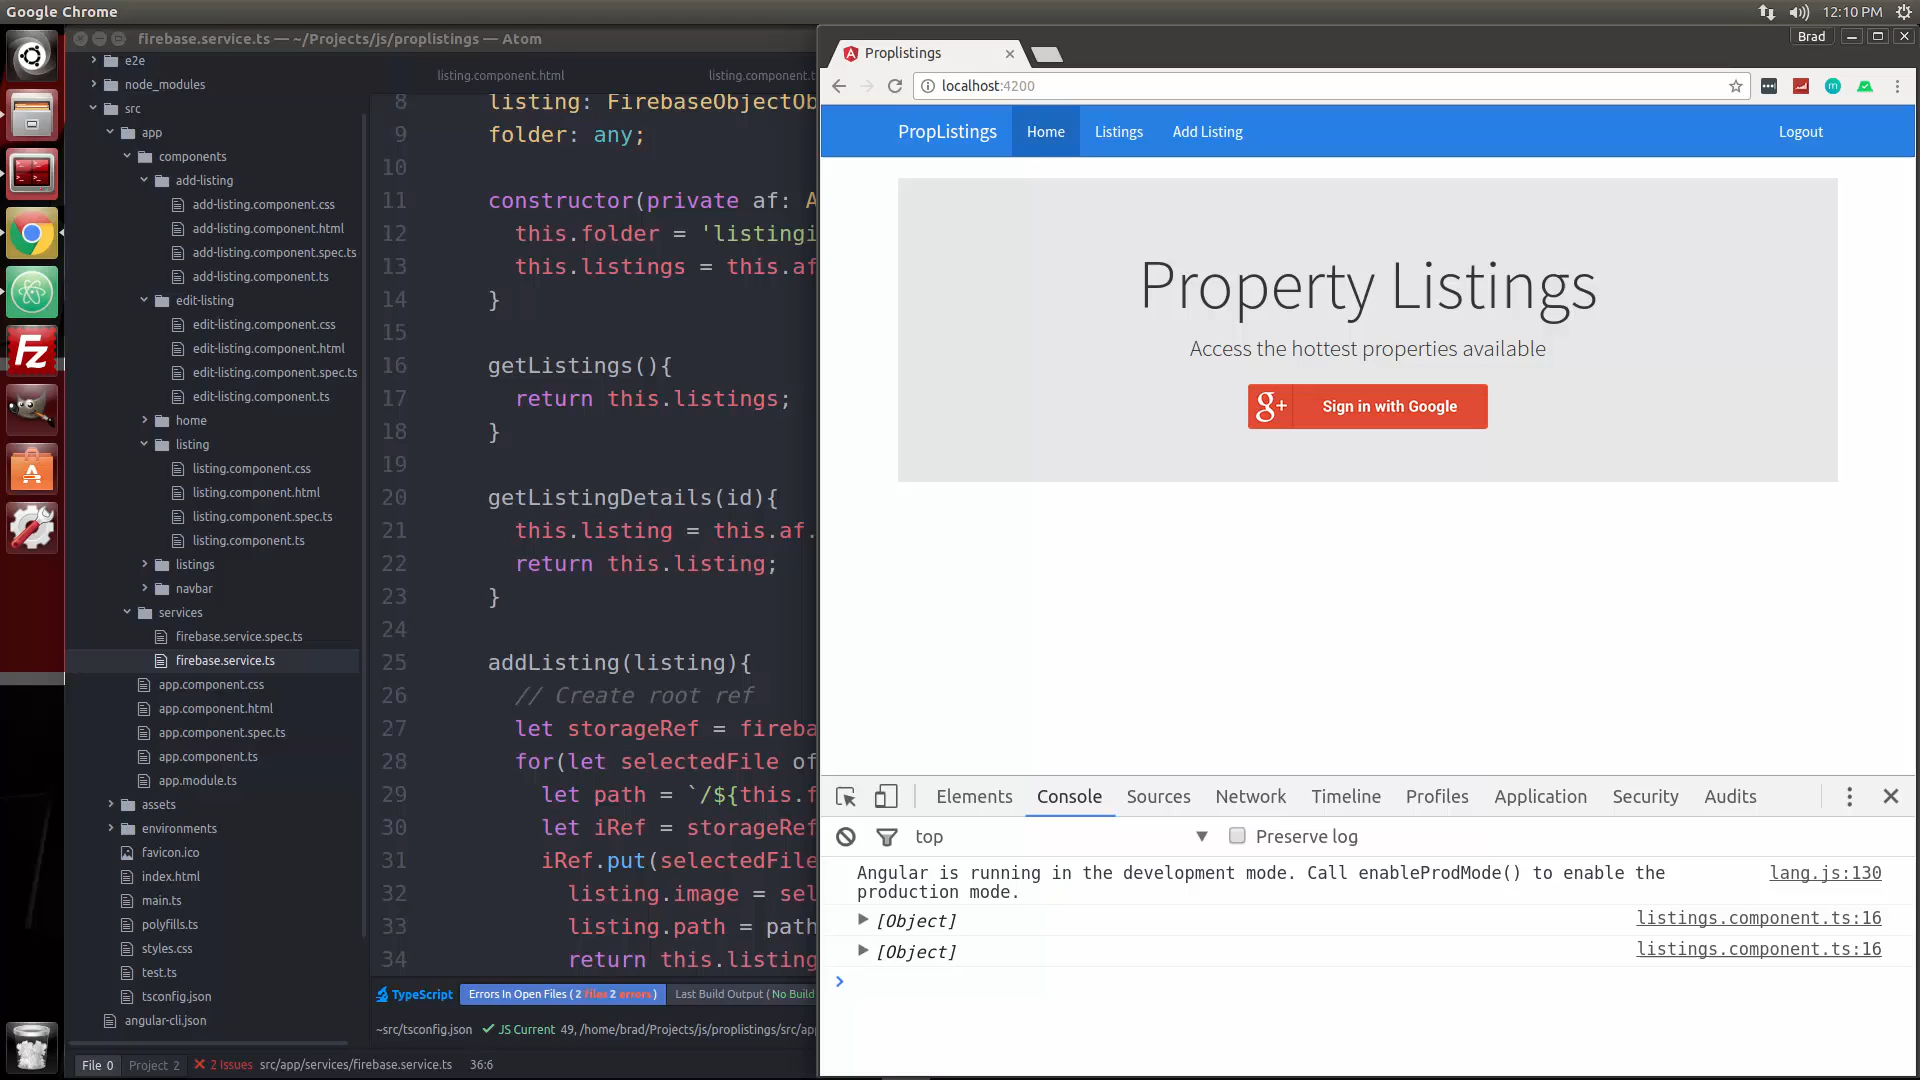 Google Chrome
12:10 PM
firebase.service.ts — ~/Projects/js/proplistings — Atom
e2e
node_modules
src
app
components
add-listing
add-listing.component.css
add-listing.component.html
add-listing.component.spec.ts
add-listing.component.ts
edit-listing
edit-listing.component.css
edit-listing.component.html
edit-listing.component.spec.ts
edit-listing.component.ts
home
listing
listing.component.css
listing.component.html
listing.component.spec.ts
listing.component.ts
listings
navbar
services
firebase.service.spec.ts
firebase.service.ts
app.component.css
app.component.html
app.component.spec.ts
app.component.ts
app.module.ts
assets
environments
favicon.ico
index.html
main.ts
polyfills.ts
styles.css
test.ts
tsconfig.json
angular-cli.json
File 0 Project 2 2 Issues src/app/services/firebase.service.ts 36:6
listing.component.html listing.component.t
8 listing: FirebaseObjectOb
9 folder: any;
10
11 constructor(private af: A
12 this.folder = 'listingi
13 this.listings = this.af
14 }
15
16 getListings(){
17 return this.listings;
18 }
19
20 getListingDetails(id){
21 this.listing = this.af.
22 return this.listing;
23 }
24
25 addListing(listing){
26 // Create root ref
27 let storageRef = fireba
28 for(let selectedFile of
29 let path = `/${this.f
30 let iRef = storageRef
31 iRef.put(selectedFile
32 listing.image = sel
33 listing.path = path
34 return this.listing
TypeScript Errors In Open Files ( 2 files 2 errors ) Last Build Output ( No Build
~src/tsconfig.json JS Current 49, /home/brad/Projects/js/proplistings/src/app
Brad
Proplistings
localhost:4200
PropListings Home Listings Add Listing Logout
Property Listings
Access the hottest properties available
g+ Sign in with Google
Elements Console Sources Network Timeline Profiles Application Security Audits
top Preserve log
Angular is running in the development mode. Call enableProdMode() to enable the lang.js:130
production mode.
[Object] listings.component.ts:16
[Object] listings.component.ts:16